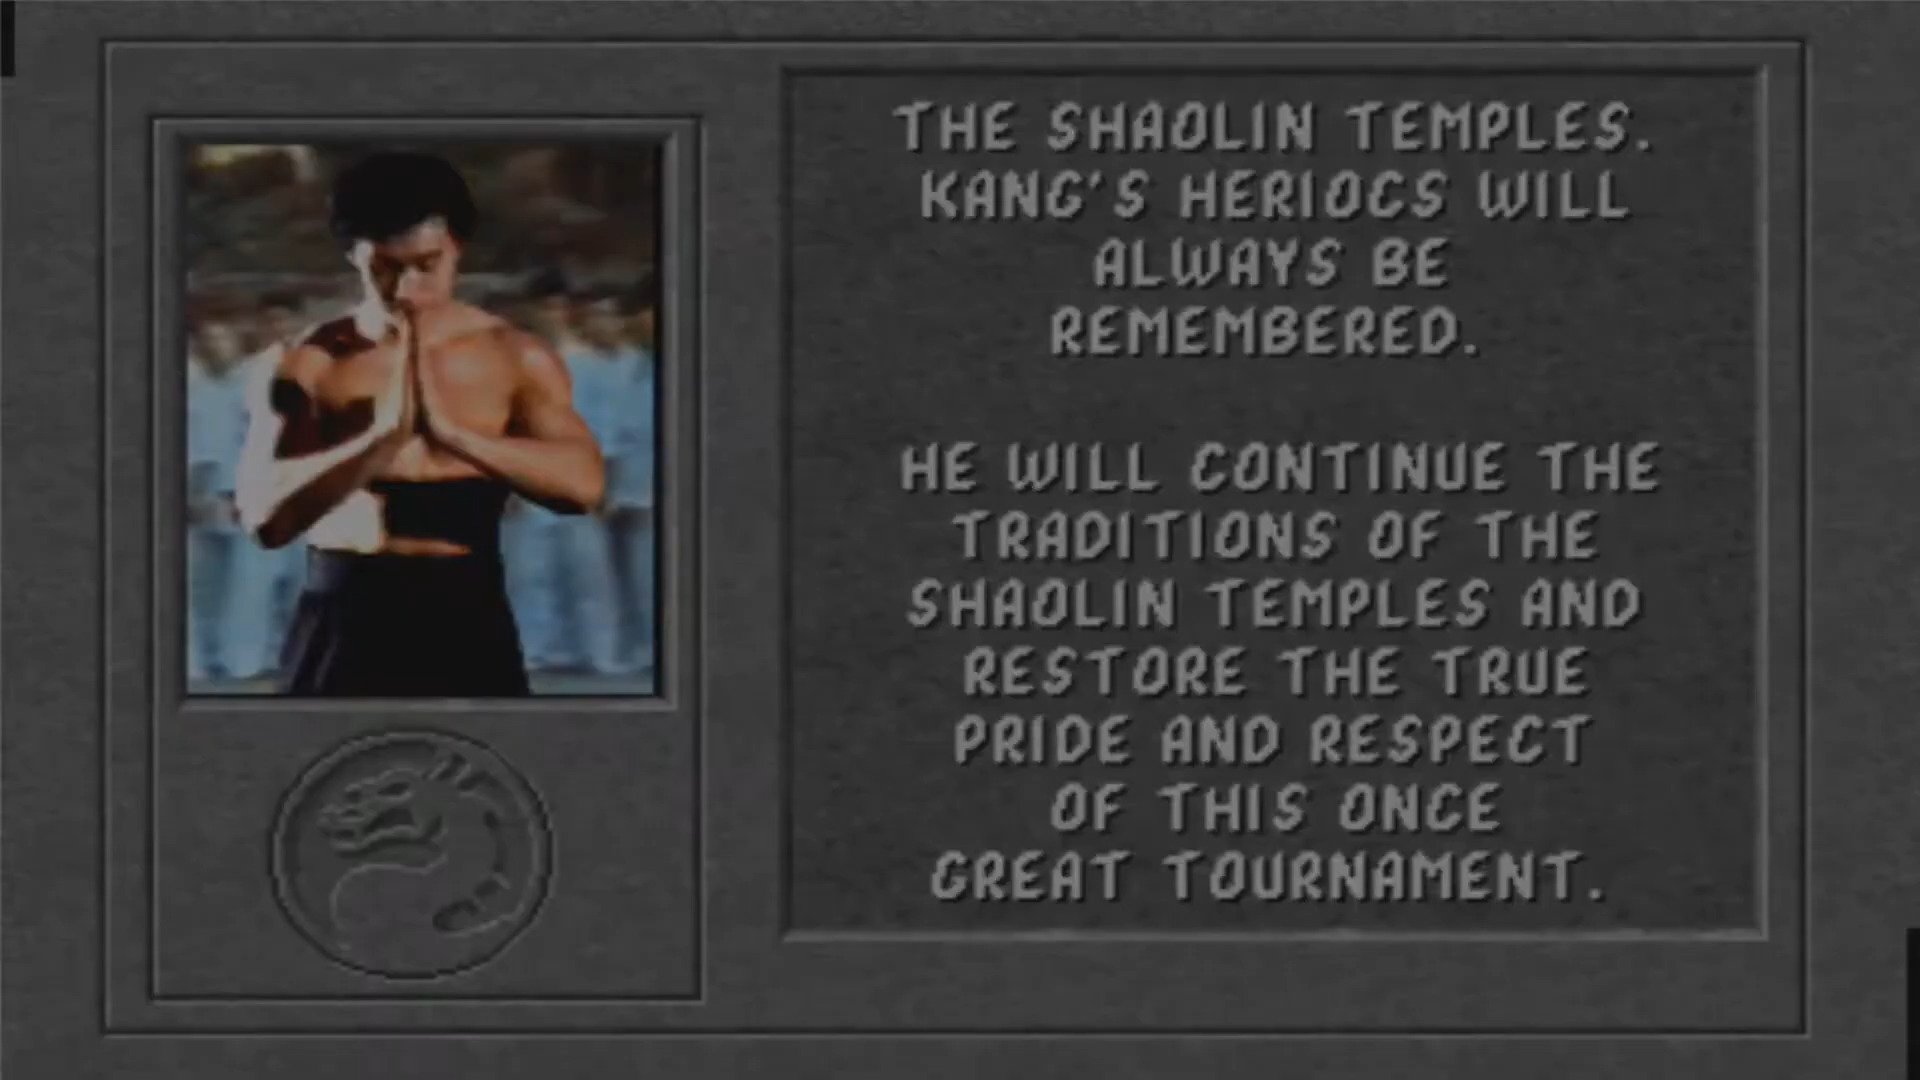 THE SHAOLIN TEMPLES.
KANG'S HERIOCS WILL
ALWAYS BE
REMEMBERED.
HE WILL CONTINUE THE
TRADITIONS OF THE
SHAOLIN TEMPLES AND
RESTORE THE TRUE
PRIDE AND RESPECT
OF THIS ONCE
GREAT TOURNAMENT.